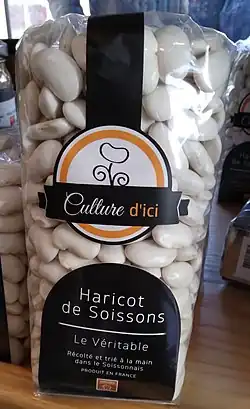 Culture d'ici
Haricot
de Soissons
Le Véritable
Récolté et trié à la main
dans le Soissonnais
PRODUIT EN FRANCE